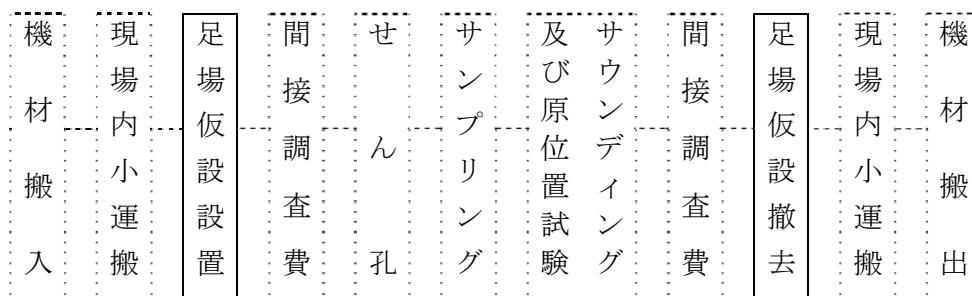 機材搬入
現場内小運搬
足場仮設設置
間接調査費
せん孔
サンプリング
サウンディング
及び原位置試験
間接調査費
足場仮設撤去
現場内小運搬
機材搬出